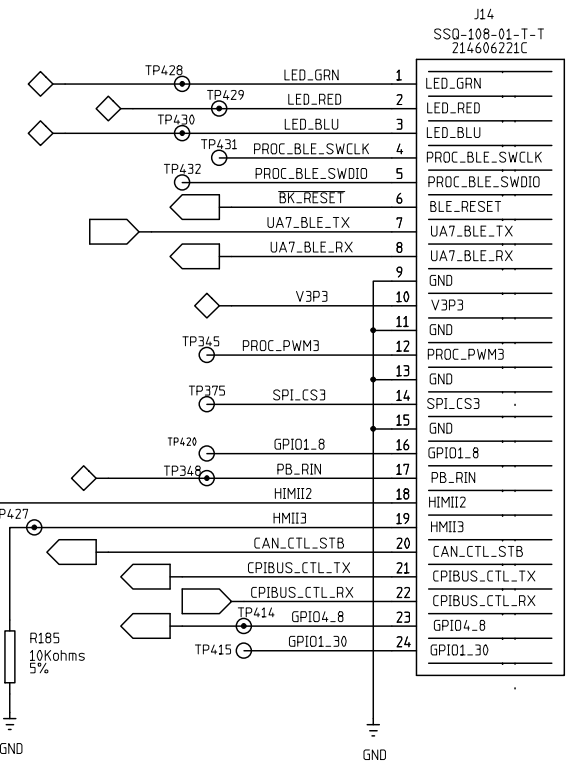 J14
SSQ-108-01-T-T
214606221C
TP428 LED_GRN 1 LED_GRN
TP429 LED_RED 2 LED_RED
TP430 LED_BLU 3 LED_BLU
TP431 PROC_BLE_SWCLK 4 PROC_BLE_SWCLK
TP432 PROC_BLE_SWDIO 5 PROC_BLE_SWDIO
BK_RESET 6 BLE_RESET
UA7_BLE_TX 7 UA7_BLE_TX
UA7_BLE_RX 8 UA7_BLE_RX
9 GND
V3P3 10 V3P3
11 GND
TP345 PROC_PWM3 12 PROC_PWM3
13 GND
TP375 SPI_CS3 14 SPI_CS3
15 GND
TP420 GPIO1_8 16 GPIO1_8
TP348 PB_RIN 17 PB_RIN
HIMII2 18 HIMII2
P427 HMII3 19 HMII3
CAN_CTL_STB 20 CAN_CTL_STB
CPIBUS_CTL_TX 21 CPIBUS_CTL_TX
CPIBUS_CTL_RX 22 CPIBUS_CTL_RX
TP414 GPIO4_8 23 GPIO4_8
TP415 GPIO1_30 24 GPIO1_30
R185
10Kohms
5%
GND
GND